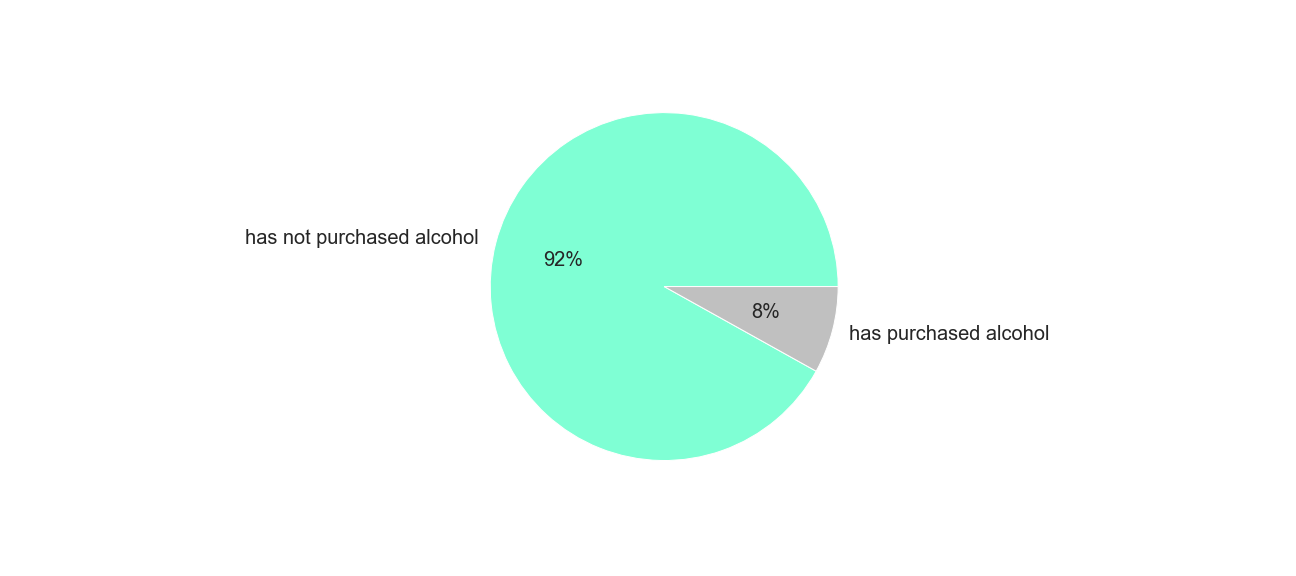 has not purchased alcohol
92%
8%
has purchased alcohol